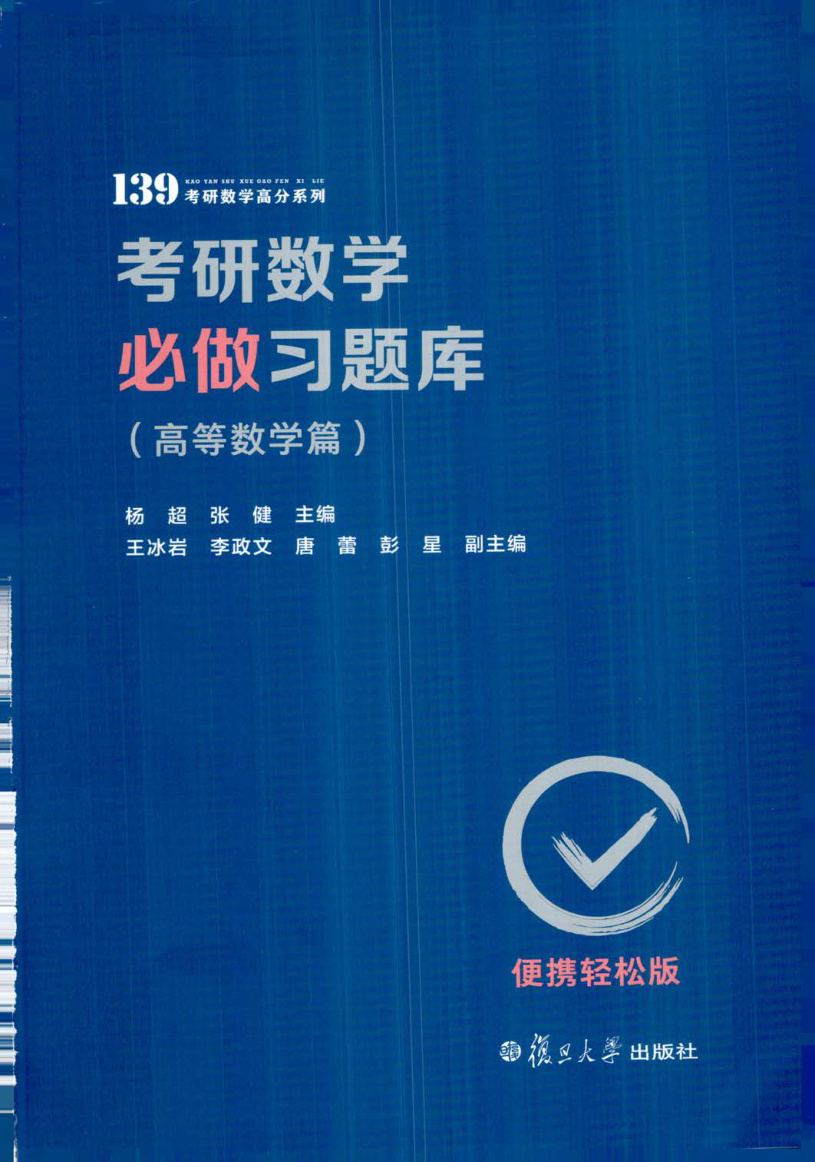 139 KAO YAN SHU XUE GAO FEN XI LIE
考研数学高分系列
考研数学
必做习题库
（高等数学篇）
杨 超 张 健 主编
王冰岩 李政文 唐 蕾 彭 星 副主编
便携轻松版
復旦大學出版社